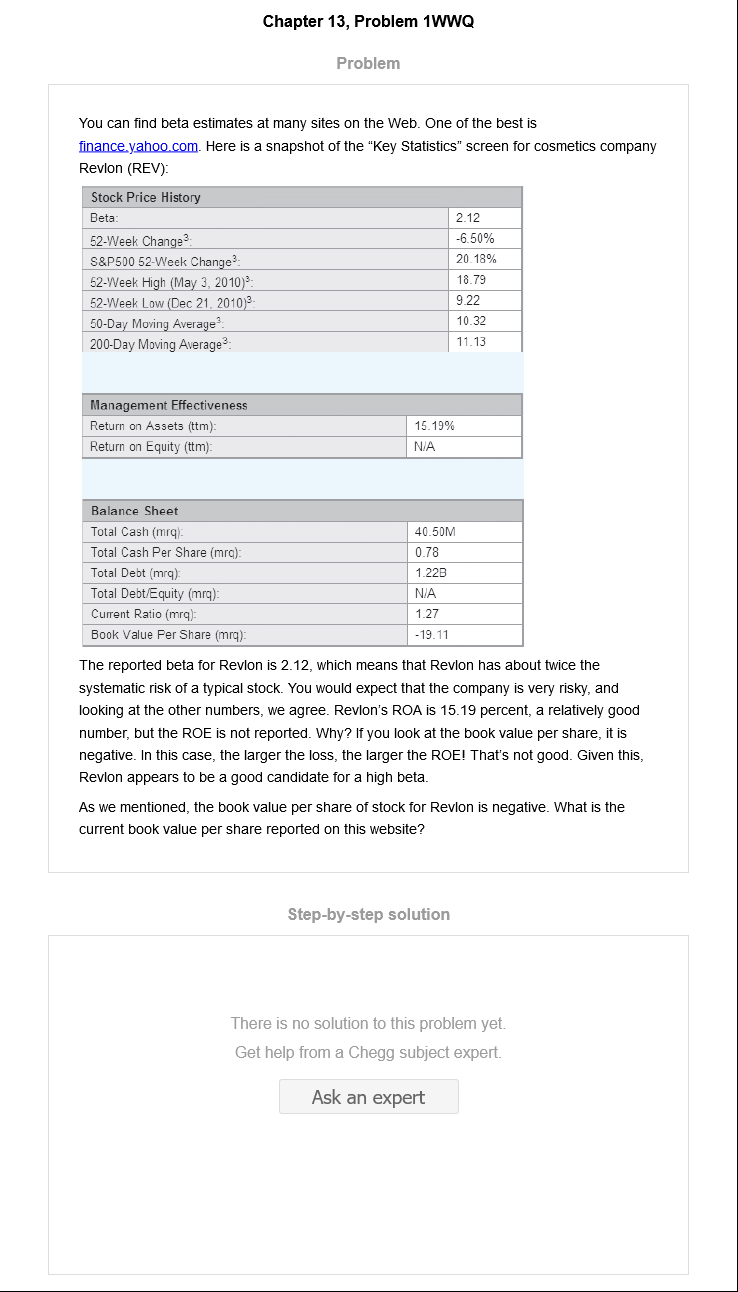 Chapter 13, Problem 1WWQ
Problem
You can find beta estimates at many sites on the Web. One of the best is
finance.yahoo.com. Here is a snapshot of the “Key Statistics” screen for cosmetics company
Revlon (REV):
Stock Price History
Beta: 2.12
52-Week Change³: -6.50%
S&P500 52-Week Change³: 20.18%
52-Week High (May 3, 2010)³: 18.79
52-Week Low (Dec 21, 2010)³: 9.22
50-Day Moving Average³: 10.32
200-Day Moving Average³: 11.13
Management Effectiveness
Return on Assets (ttm): 15.19%
Return on Equity (ttm): N/A
Balance Sheet
Total Cash (mrq): 40.50M
Total Cash Per Share (mrq): 0.78
Total Debt (mrq): 1.22B
Total Debt/Equity (mrq): N/A
Current Ratio (mrq): 1.27
Book Value Per Share (mrq): -19.11
The reported beta for Revlon is 2.12, which means that Revlon has about twice the
systematic risk of a typical stock. You would expect that the company is very risky, and
looking at the other numbers, we agree. Revlon’s ROA is 15.19 percent, a relatively good
number, but the ROE is not reported. Why? If you look at the book value per share, it is
negative. In this case, the larger the loss, the larger the ROE! That’s not good. Given this,
Revlon appears to be a good candidate for a high beta.
As we mentioned, the book value per share of stock for Revlon is negative. What is the
current book value per share reported on this website?
Step-by-step solution
There is no solution to this problem yet.
Get help from a Chegg subject expert.
Ask an expert